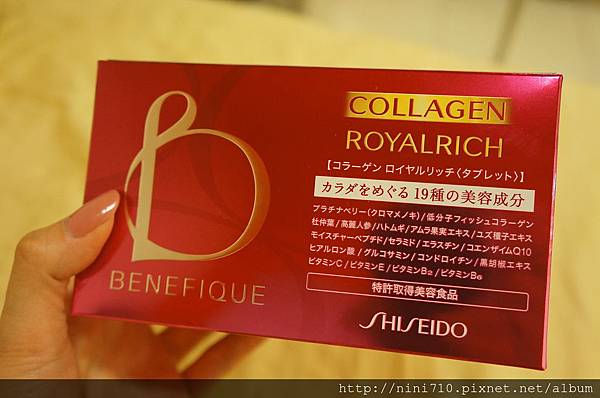 B
BENEFIQUE
COLLAGEN
ROYALRICH
【コラーゲン ロイヤルリッチ〈タブレット〉】
カラダをめぐる 19種の美容成分
プラチナベリー(クロマメノキ)/低分子フィッシュコラーゲン
杜仲葉/高麗人参/ハトムギ/アムラ果実エキス/ユズ種子エキス
モイスチャーペプチド/セラミド/エラスチン/コエンザイムQ10
ヒアルロン酸/グルコサミン/コンドロイチン/黒胡椒エキス
ビタミンC/ビタミンE/ビタミンB2/ビタミンB6
特許取得美容食品
SHISEIDO
http://nini710.pixnet.net/album